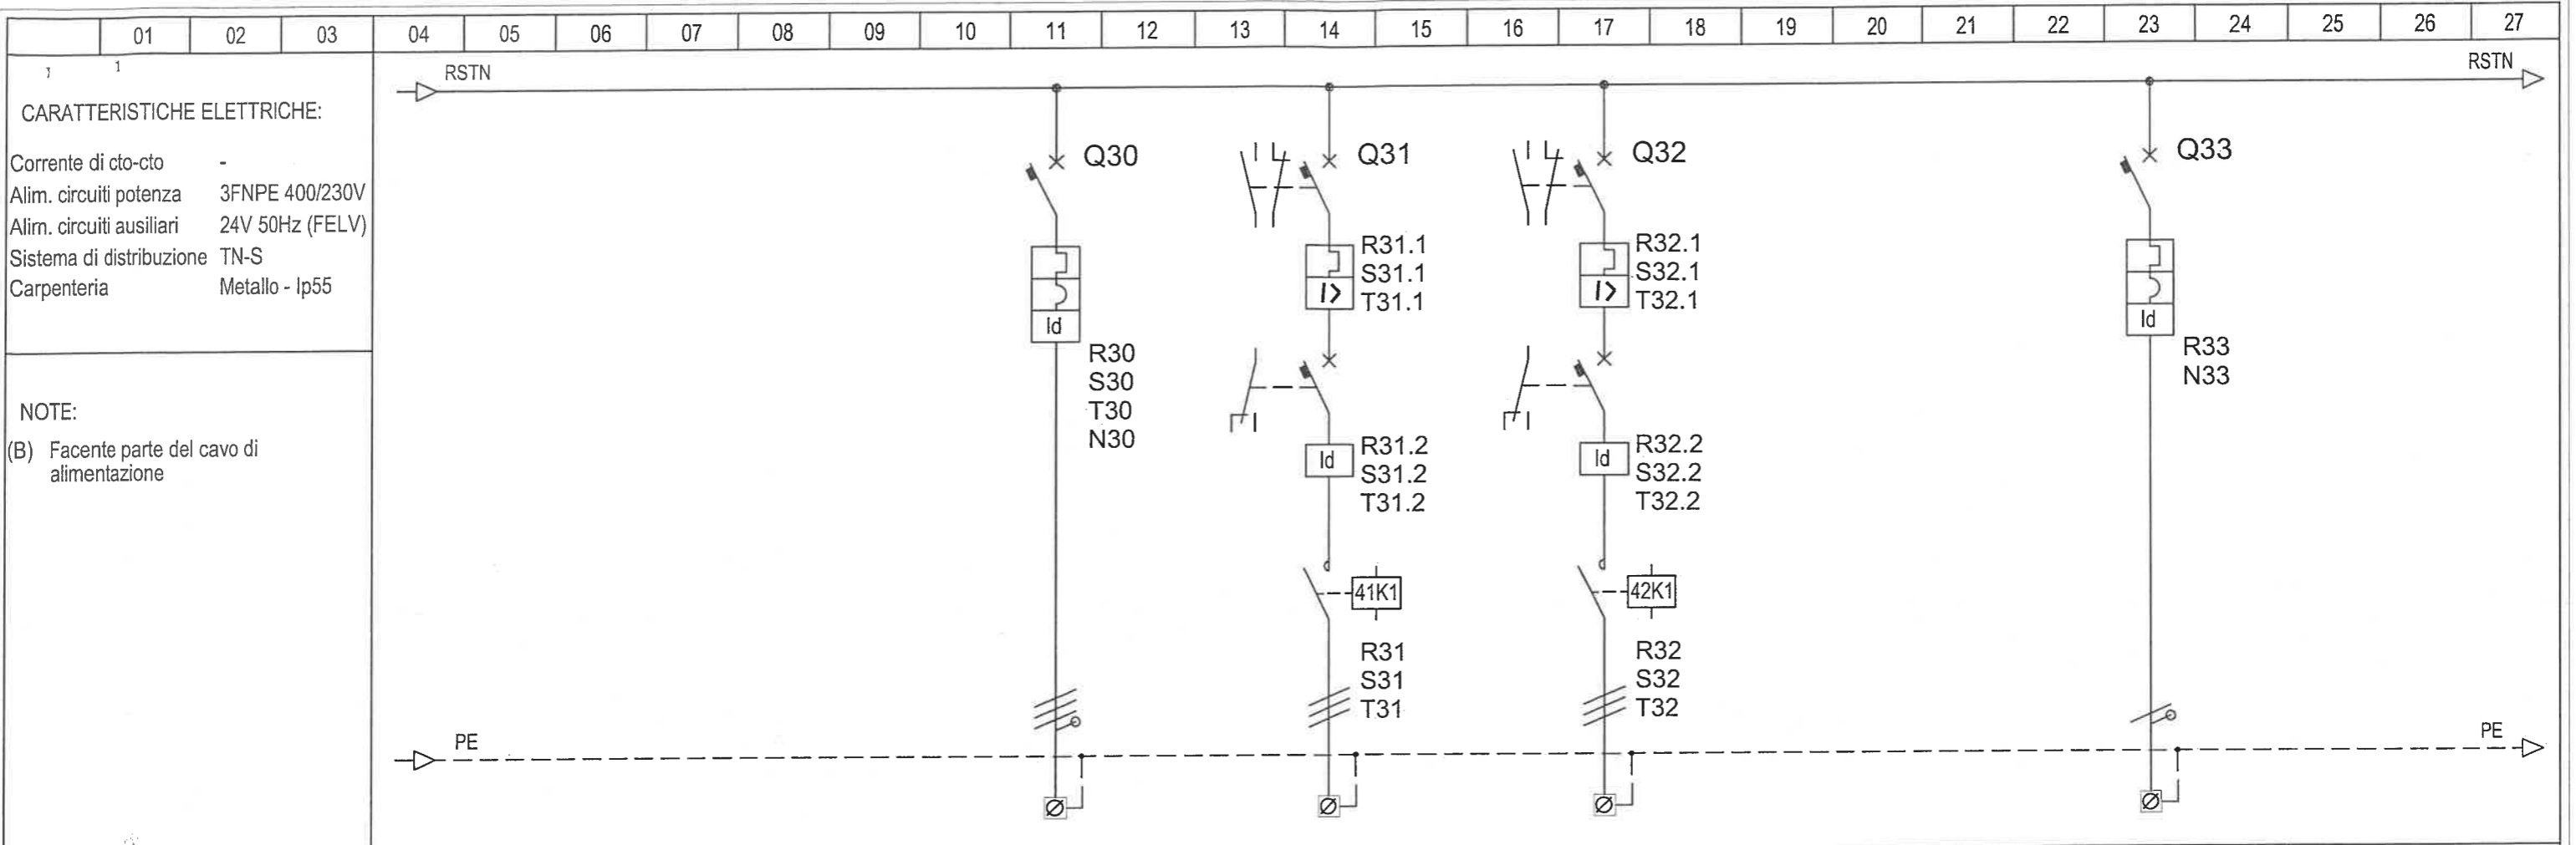 01 02 03 04 05 06 07 08 09 10 11 12 13 14 15 16 17 18 19 20 21 22 23 24 25 26 27
RSTN RSTN
CARATTERISTICHE ELETTRICHE:
Corrente di cto-cto -
Alim. circuiti potenza 3FNPE 400/230V
Alim. circuiti ausiliari 24V 50Hz (FELV)
Sistema di distribuzione TN-S
Carpenteria Metallo - Ip55
NOTE:
(B) Facente parte del cavo di
alimentazione
Q30
Id
R30
S30
T30
N30
Q31
R31.1
S31.1
I> T31.1
R31.2
Id S31.2
T31.2
41K1
R31
S31
T31
Q32
R32.1
S32.1
I> T32.1
R32.2
Id S32.2
T32.2
42K1
R32
S32
T32
Q33
Id
R33
N33
PE PE